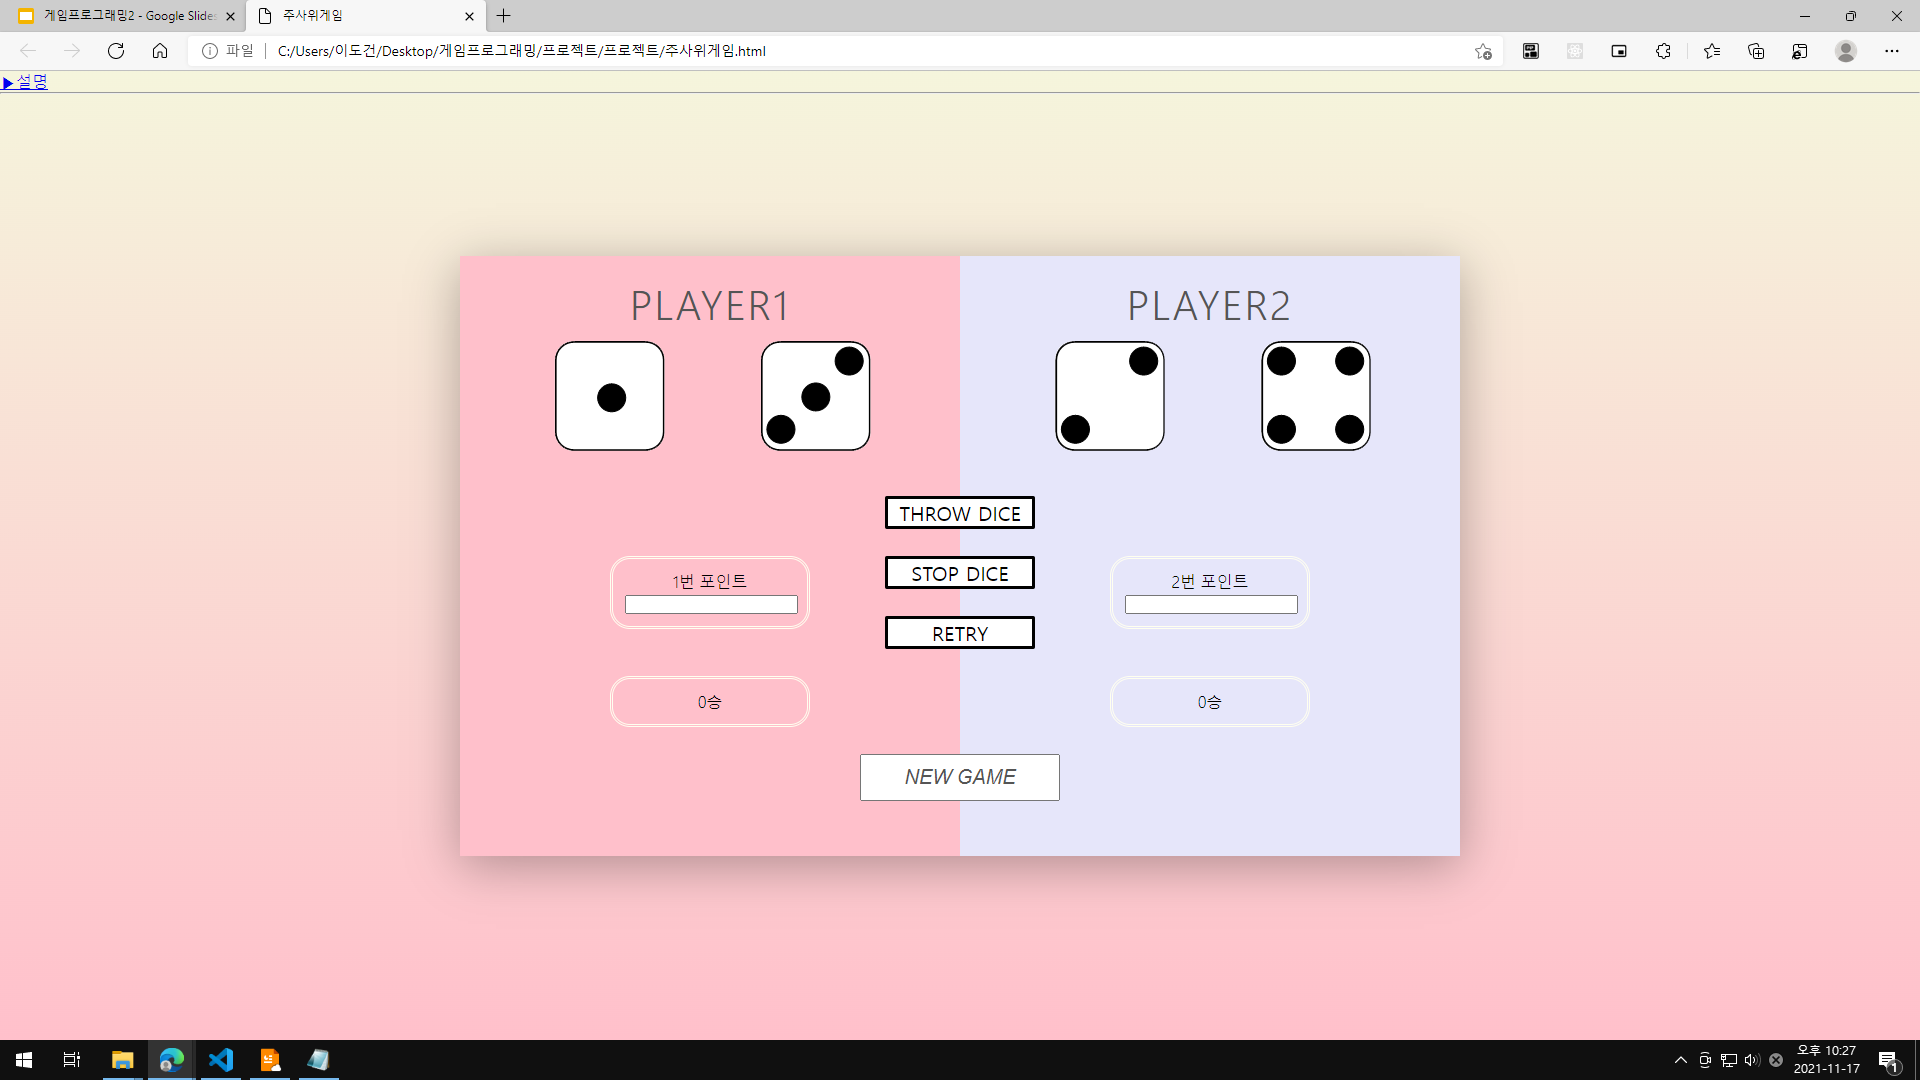 게임프로그래밍2 - Google Slides
주사위게임
파일
C:/Users/이도건/Desktop/게임프로그래밍/프로젝트/프로젝트/주사위게임.html
▶설명
PLAYER1
PLAYER2
THROW DICE
STOP DICE
RETRY
1번 포인트
2번 포인트
0승
0승
NEW GAME
오후 10:27
2021-11-17
1